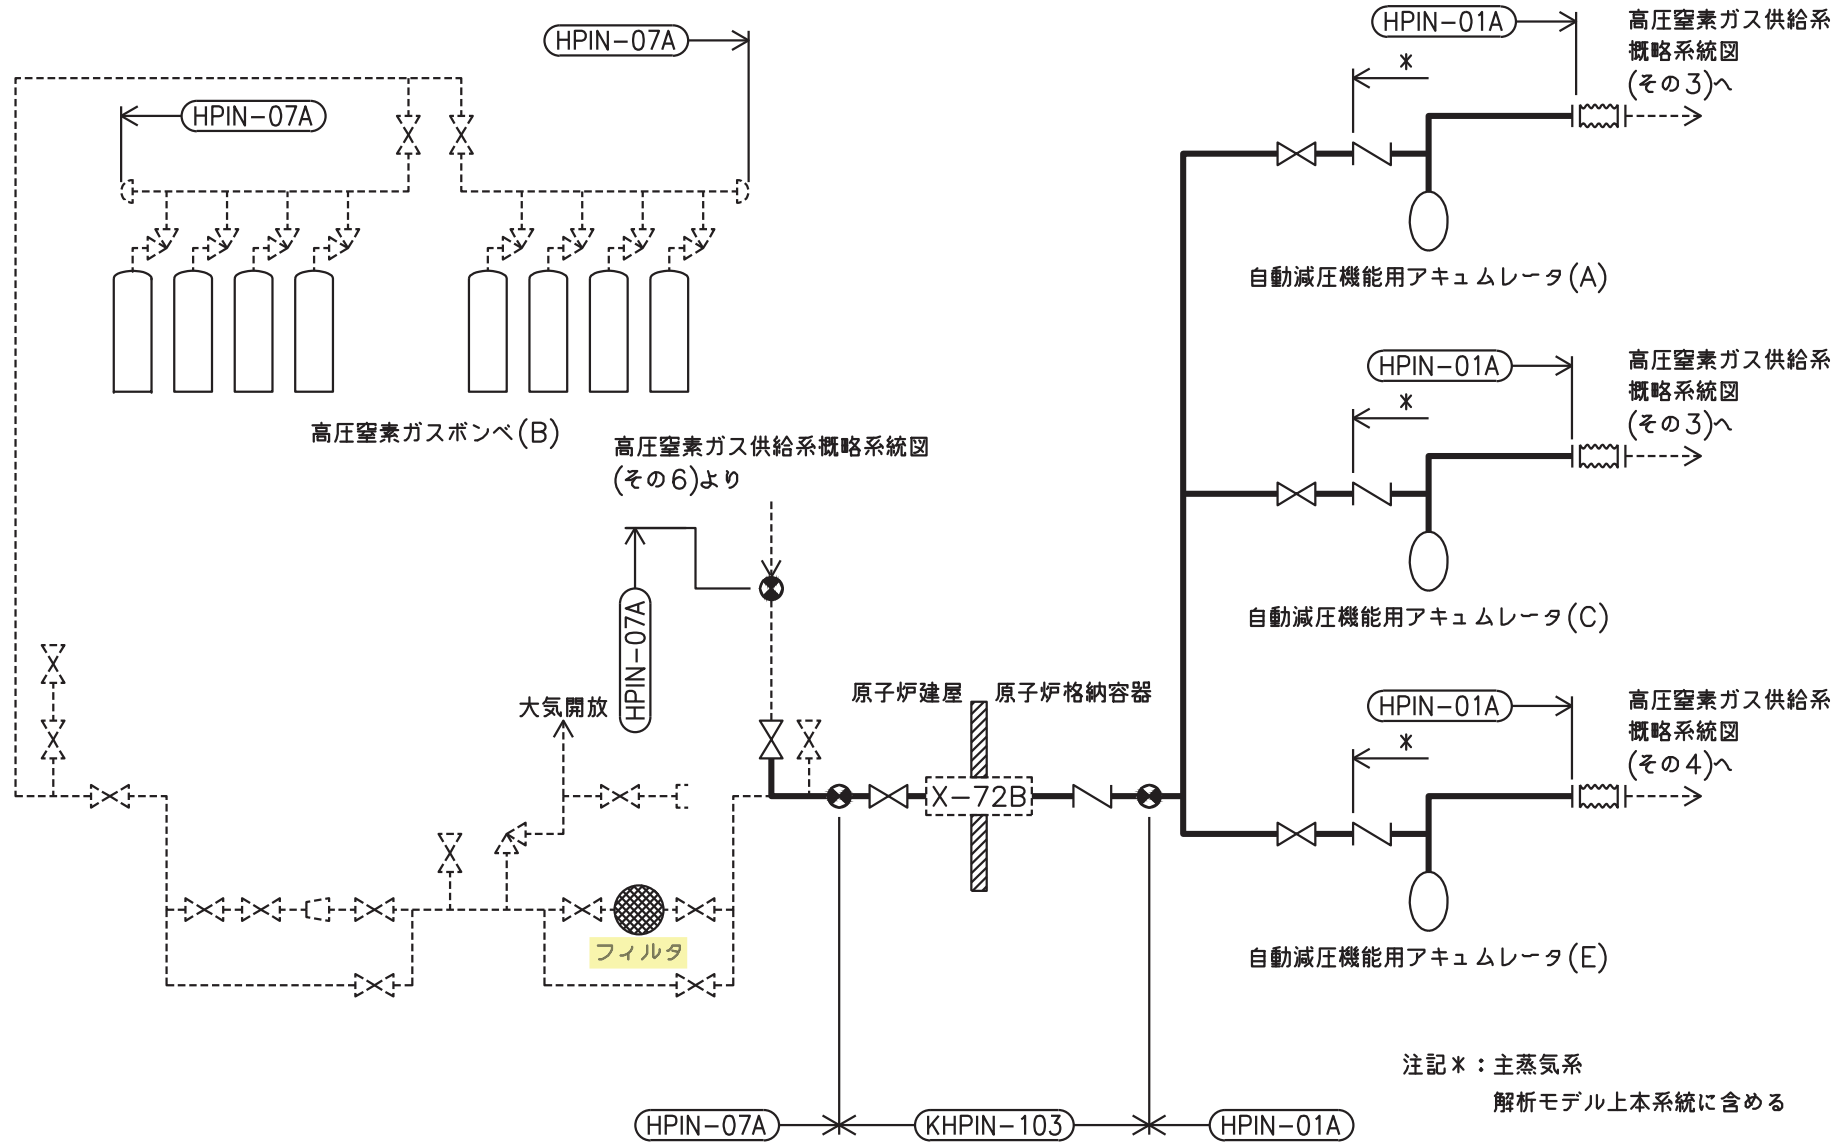 HPIN-01A
高圧窒素ガス供給系
概略系統図
(その3)へ
*
HPIN-07A
HPIN-07A
自動減圧機能用アキュムレータ(A)
HPIN-01A
高圧窒素ガス供給系
概略系統図
(その3)へ
*
高圧窒素ガスボンベ(B)
高圧窒素ガス供給系概略系統図
(その6)より
HPIN-07A
自動減圧機能用アキュムレータ(C)
大気開放
原子炉建屋
原子炉格納容器
HPIN-01A
高圧窒素ガス供給系
概略系統図
(その4)へ
*
X-72B
フィルタ
自動減圧機能用アキュムレータ(E)
注記*:主蒸気系
解析モデル上本系統に含める
HPIN-07A
KHPIN-103
HPIN-01A